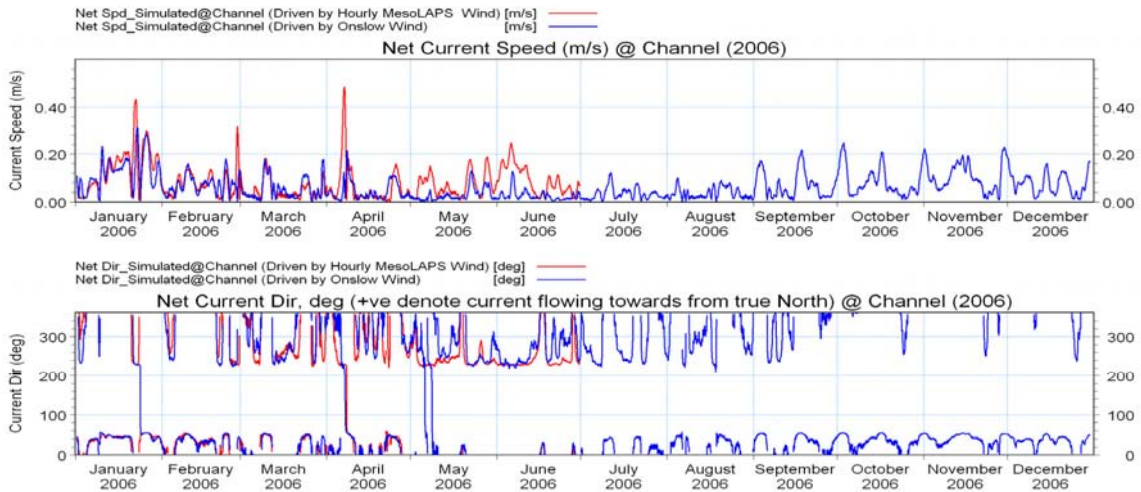 Net Spd_Simulated@Channel (Driven by Hourly MesoLAPS Wind) [m/s]
Net Spd_Simulated@Channel (Driven by Onslow Wind) [m/s]
Net Current Speed (m/s) @ Channel (2006)
Current Speed (m/s)
0.40 0.40
0.20 0.20
0.00 0.00
January February March April May June July August September October November December
2006 2006 2006 2006 2006 2006 2006 2006 2006 2006 2006 2006
Net Dir_Simulated@Channel (Driven by Hourly MesoLAPS Wind) [deg]
Net Dir_Simulated@Channel (Driven by Onslow Wind) [deg]
Net Current Dir, deg (+ve denote current flowing towards from true North) @ Channel (2006)
Current Dir (deg)
300 300
200 200
100 100
0 0
January February March April May June July August September October November December
2006 2006 2006 2006 2006 2006 2006 2006 2006 2006 2006 2006